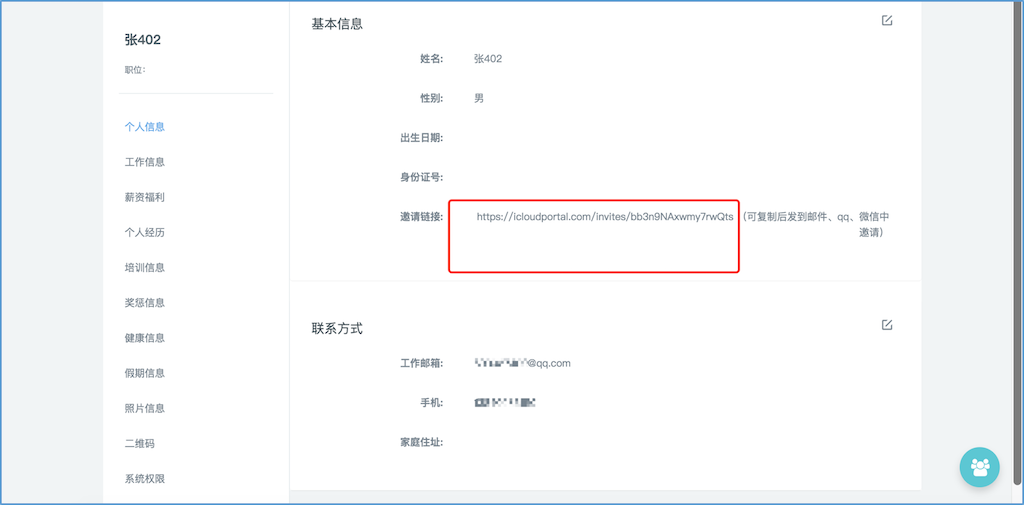 张402
职位:
个人信息
工作信息
薪资福利
个人经历
培训信息
奖惩信息
健康信息
假期信息
照片信息
二维码
系统权限
基本信息
姓名: 张402
性别: 男
出生日期:
身份证号:
邀请链接: https://icloudportal.com/invites/bb3n9NAxwmy7rwQts (可复制后发到邮件、qq、微信中
邀请)
联系方式
工作邮箱: @qq.com
手机:
家庭住址: